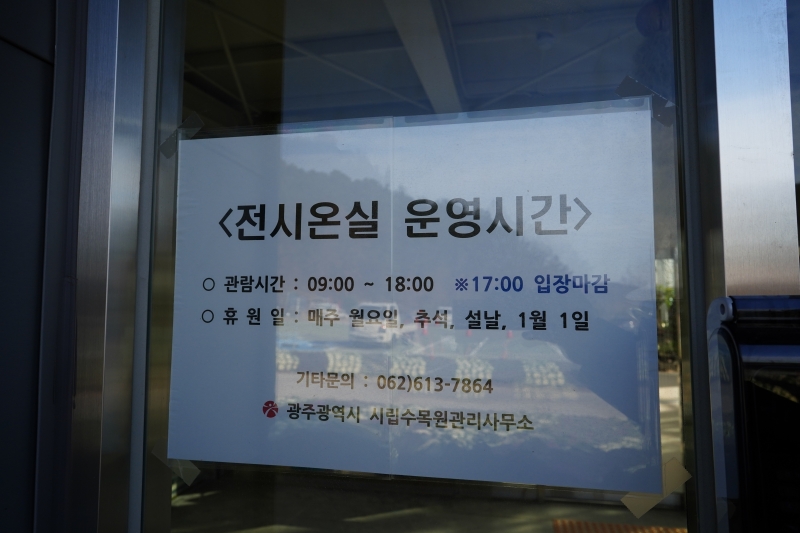 <전시온실 운영시간>
○ 관람시간 : 09:00 ~ 18:00 ※17:00 입장마감
○ 휴 원 일 : 매주 월요일, 추석, 설날, 1월 1일
기타문의 : 062)613-7864
광주광역시 시립수목원관리사무소